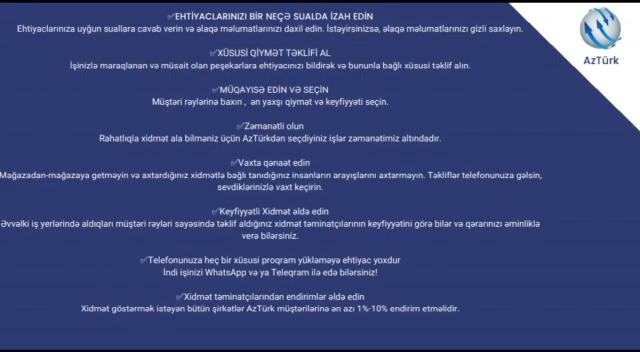 ✅EHTİYACLARINIZI BİR NEÇƏ SUALDA İZAH EDİN
Ehtiyaclarınıza uyğun suallara cavab verin və əlaqə məlumatlarınızı daxil edin. İstəyirsinizsə, əlaqə məlumatlarınızı gizli saxlayın.
✅XÜSUSİ QİYMƏT TƏKLİFİ AL
İşinizlə maraqlanan və müsait olan peşekarlara ehtiyacınızı bildirək və bununla bağlı xüsusi təklif alın.
✅MÜQAYISƏ EDİN VƏ SEÇİN
Müştəri rəylərinə baxın , ən yaxşı qiymət və keyfiyyəti seçin.
✅Zəmanətli olun
Rahatlıqla xidmət ala bilməniz üçün AzTürkdən seçdiyiniz işlər zəmanətimiz altındadır.
✅Vaxta qənaət edin
Mağazadan-mağazaya getməyin və axtardığınız xidmətlə bağlı tanıdığınız insanların arayışlarını axtarmayın. Təkliflər telefonunuza gəlsin,
sevdiklərinizlə vaxt keçirin.
✅Keyfiyyətli Xidmət əldə edin
Əvvəlki iş yerlərində aldıqları müştəri rəyləri sayəsində təklif aldığınız xidmət təminatçılarının keyfiyyətini görə bilər və qərarınızı əminliklə
verə bilərsiniz.
✅Telefonunuza heç bir xüsusi proqram yükləməyə ehtiyac yoxdur
İndi işinizi WhatsApp və ya Teleqram ilə edə bilərsiniz!
✅Xidmət təminatçılarından endirimlər əldə edin
Xidmət göstərmək istəyən bütün şirkətlər AzTürk müştərilərinə ən azı 1%-10% endirim etməlidir.
AzTürk